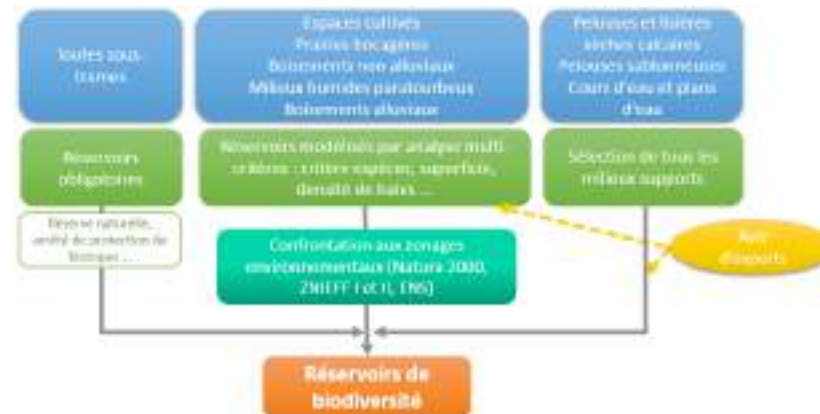 Toutes sous-
trames
Espaces cultivés
Prairies bocagères
Boisements non alluviaux
Milieux humides paratourbeux
Boisements alluviaux
Pelouses et lisières
sèches calcaires
Pelouses sablonneuses
Cours d'eau et plans
d'eau
Réservoirs
obligatoires
Réservoirs modélisés par analyse multi-
critères : critère espèces, superficie,
densité de haies ...
Sélection de tous les
milieux supports
Réserve naturelle,
arrêté de protection de
biotopes ...
Confrontation aux zonages
environnementaux (Natura 2000,
ZNIEFF I et II, ENS)
d'experts
Réservoirs de
biodiversité